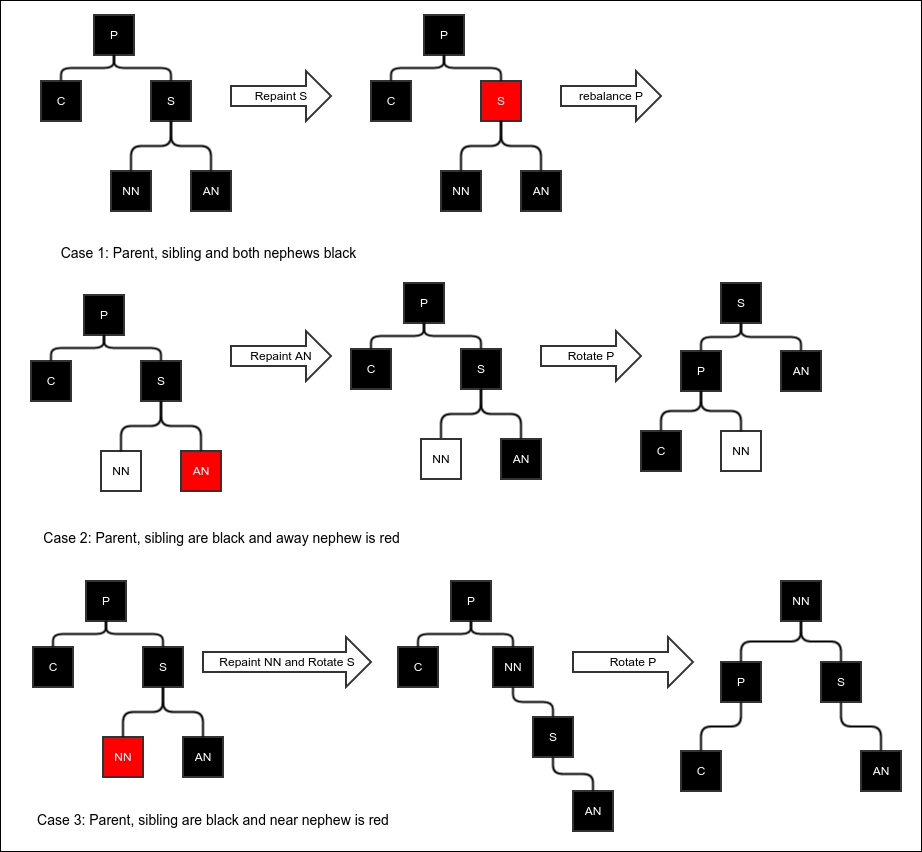 P P
C S Repaint S C S rebalance P
NN AN NN AN
Case 1: Parent, sibling and both nephews black
P P S
C S Repaint AN C S Rotate P P AN
NN AN NN AN C NN
Case 2: Parent, sibling are black and away nephew is red
P P NN
C S Repaint NN and Rotate S C NN Rotate P P S
NN AN S C AN
AN
Case 3: Parent, sibling are black and near nephew is red